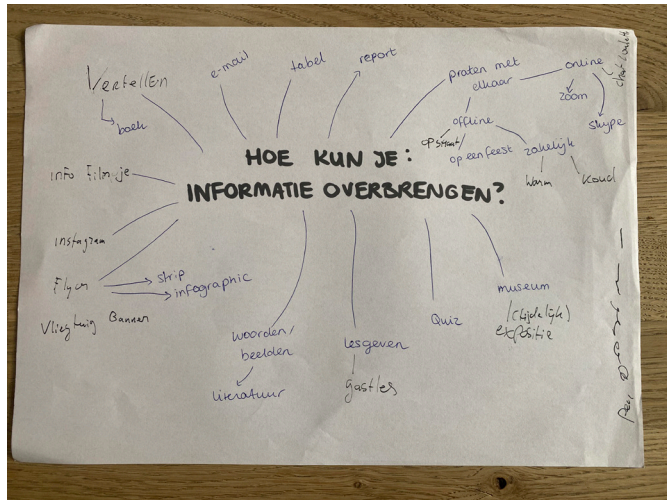 Vertellen
boek
e-mail
tabel
report
praten met
elkaar
online
zoom
skype
offline
op straat/
op een feest
zakelijk
warm
koud
HOE KUN JE:
INFORMATIE OVERBRENGEN?
info filmpje
instagram
Flyer
strip
infographic
Vliegtuig Banner
woorden/
beelden
literatuur
lesgeven
gastles
Quiz
museum
/(tijdelijk)
expositie